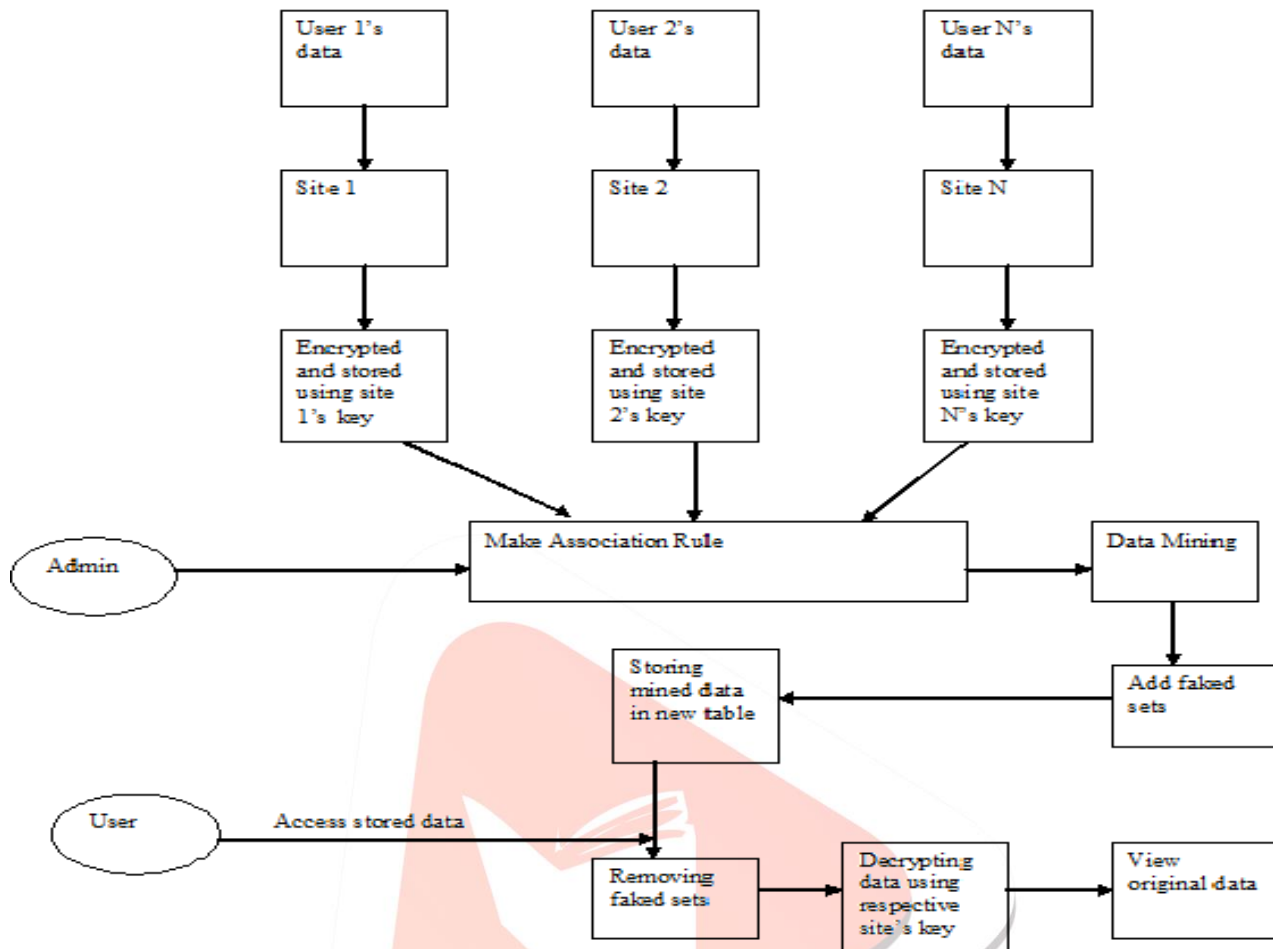 User 1's
data
User 2's
data
User N's
data
Site 1
Site 2
Site N
Encrypted
and stored
using site
1's key
Encrypted
and stored
using site
2's key
Encrypted
and stored
using site
N's key
Admin
Make Association Rule
Data Mining
Storing
mined data
in new table
Add faked
sets
User
Access stored data
Removing
faked sets
Decrypting
data using
respective
site's key
View
original data